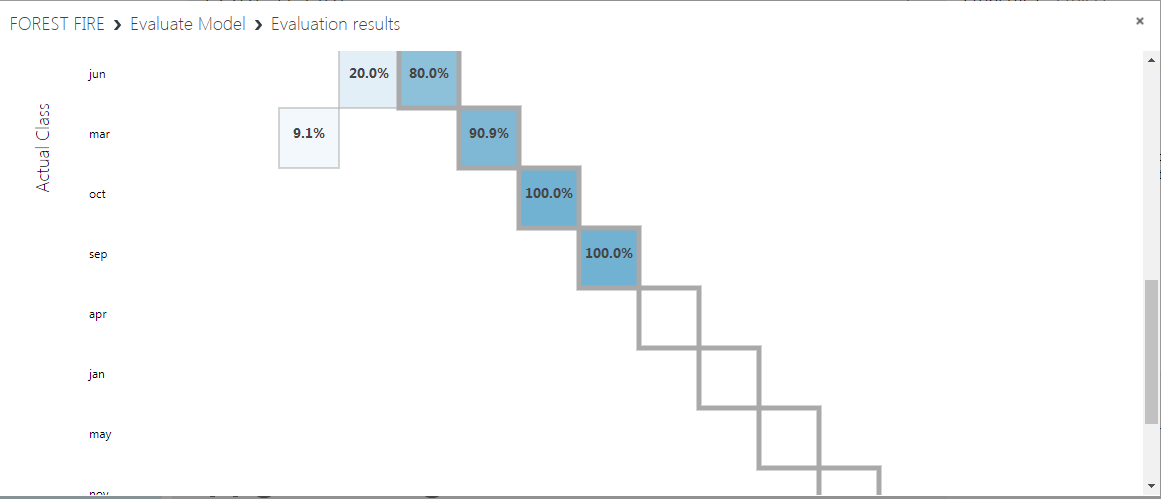 FOREST FIRE > Evaluate Model > Evaluation results ×
jun 20.0% 80.0%
mar 9.1% 90.9%
oct 100.0%
sep 100.0%
apr
jan
may
nov
Actual Class